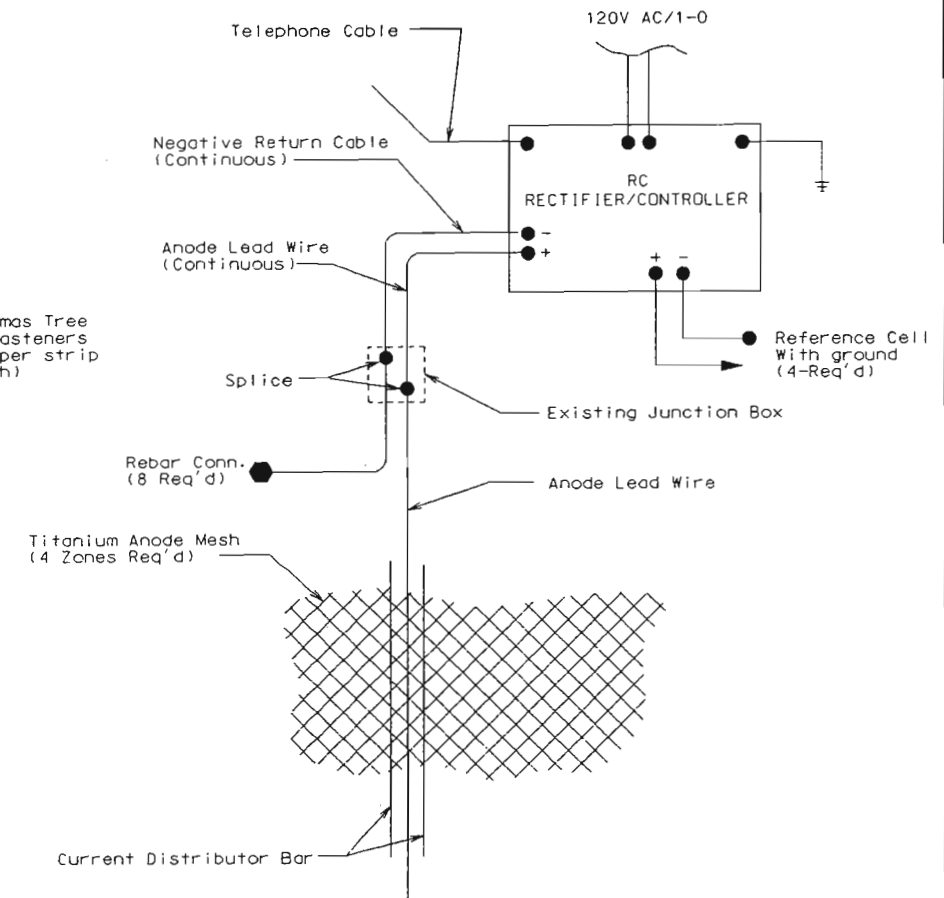 120V AC/1-O
Telephone Cable
Negative Return Cable
(Continuous)
RC
RECTIFIER/CONTROLLER
-
+
Anode Lead Wire
(Continuous)
+ -
mas Tree
asteners
per strip
h)
Reference Cell
With ground
(4-Req'd)
Splice
Existing Junction Box
Rebar Conn.
(8 Req'd)
Anode Lead Wire
Titanium Anode Mesh
(4 Zones Req'd)
Current Distributor Bar